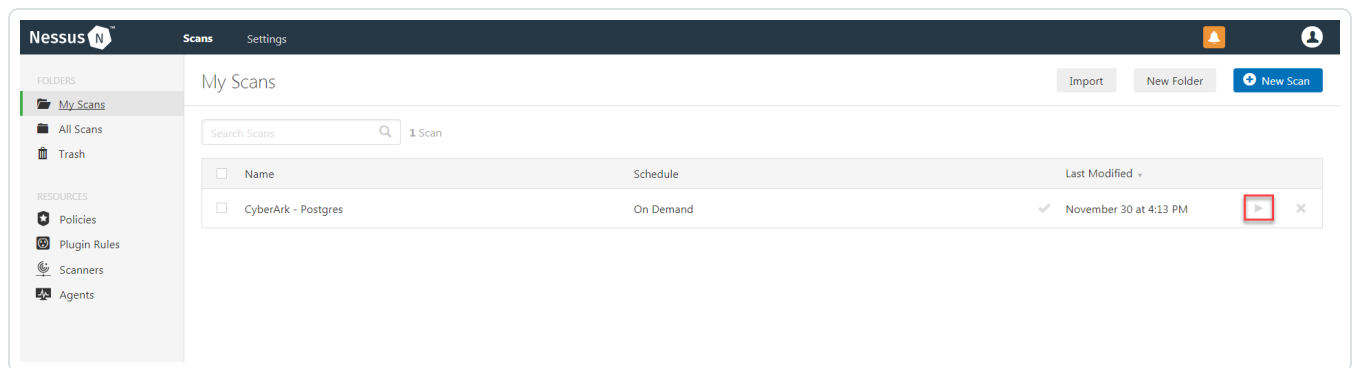 Nessus N ™ Scans Settings
FOLDERS
My Scans
All Scans
Trash
RESOURCES
Policies
Plugin Rules
Scanners
Agents
My Scans
Import New Folder New Scan
Search Scans 1 Scan
Name Schedule Last Modified
CyberArk - Postgres On Demand November 30 at 4:13 PM